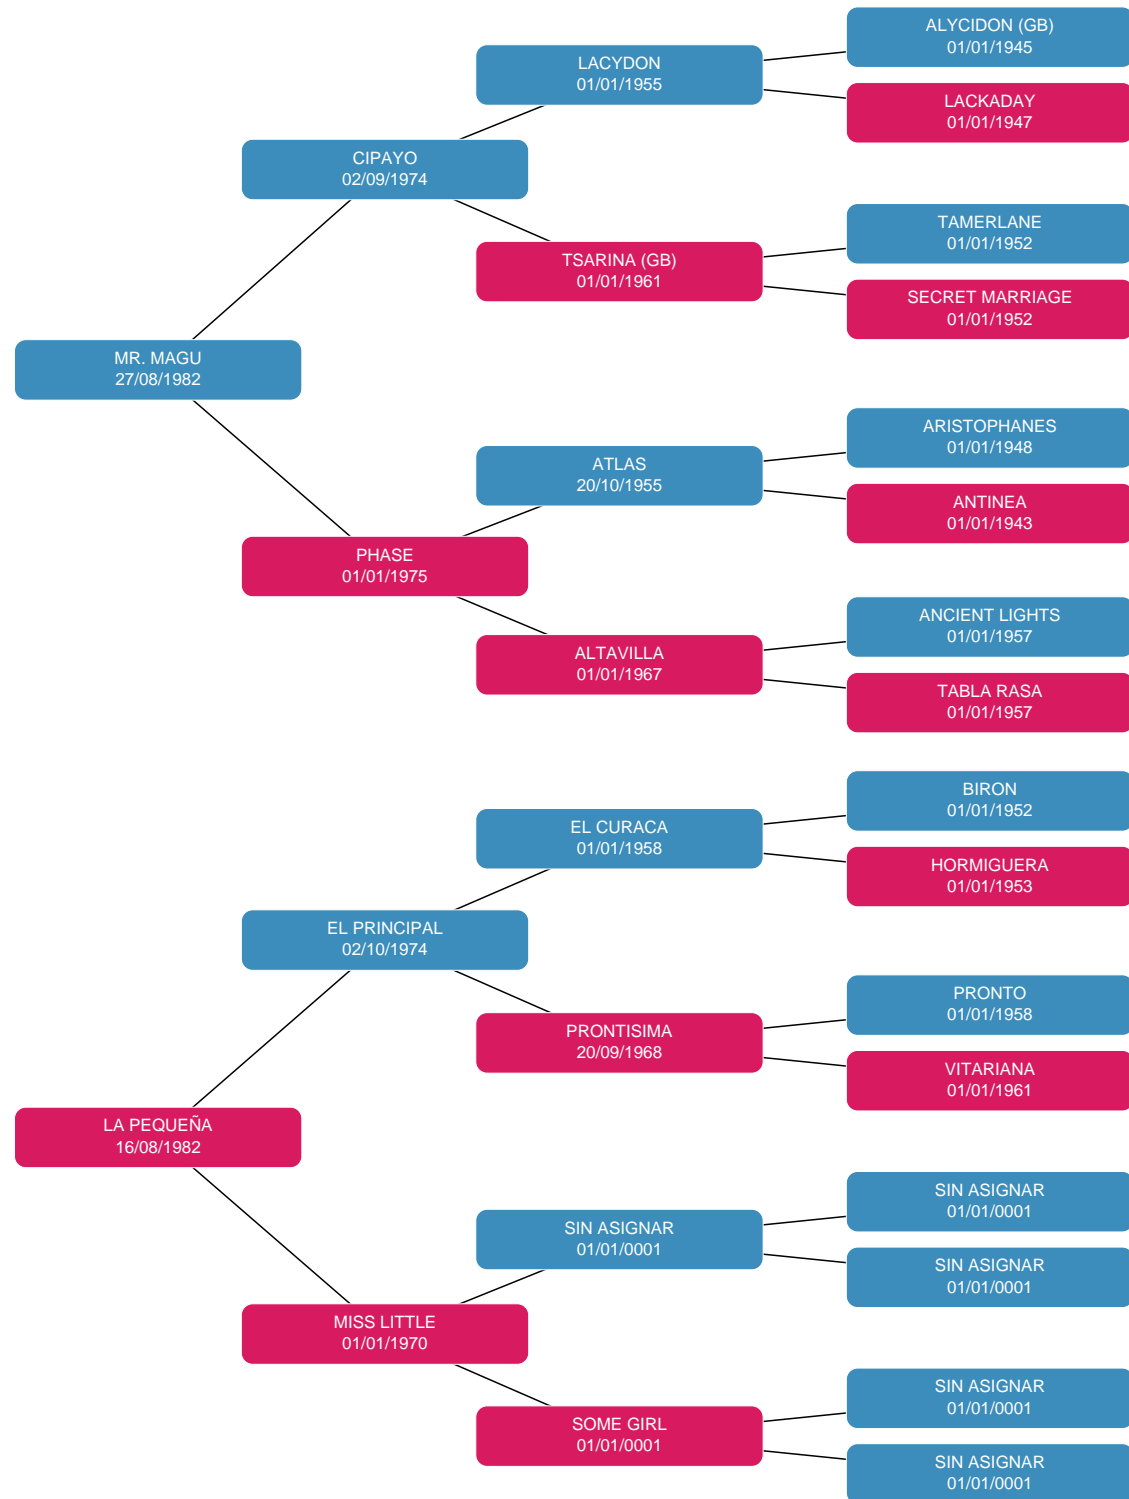 ALYCIDON (GB)
01/01/1945
LACYDON
01/01/1955
LACKADAY
01/01/1947
CIPAYO
02/09/1974
TAMERLANE
01/01/1952
TSARINA (GB)
01/01/1961
SECRET MARRIAGE
01/01/1952
MR. MAGU
27/08/1982
ARISTOPHANES
01/01/1948
ATLAS
20/10/1955
ANTINEA
01/01/1943
PHASE
01/01/1975
ANCIENT LIGHTS
01/01/1957
ALTAVILLA
01/01/1967
TABLA RASA
01/01/1957
BIRON
01/01/1952
EL CURACA
01/01/1958
HORMIGUERA
01/01/1953
EL PRINCIPAL
02/10/1974
PRONTO
01/01/1958
PRONTISIMA
20/09/1968
VITARIANA
01/01/1961
LA PEQUEÑA
16/08/1982
SIN ASIGNAR
01/01/0001
SIN ASIGNAR
01/01/0001
SIN ASIGNAR
01/01/0001
MISS LITTLE
01/01/1970
SIN ASIGNAR
01/01/0001
SOME GIRL
01/01/0001
SIN ASIGNAR
01/01/0001